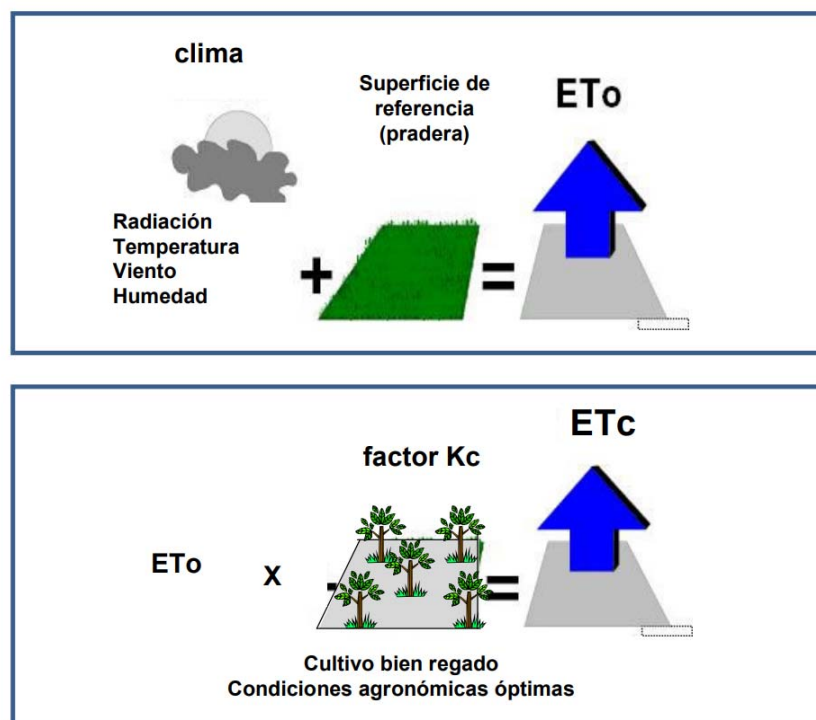 clima
Superficie de
referencia
(pradera)
ETo
Radiación
Temperatura
Viento
Humedad
+
=
ETc
factor Kc
ETo
x
=
Cultivo bien regado
Condiciones agronómicas óptimas